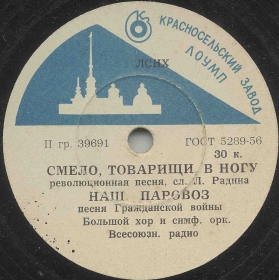 КРАСНОСЕЛЬСКИЙ ЗАВОД
ЛОУМП
ЛСНХ
II гр. 39691
ГОСТ 5289-56
30 к.
СМЕЛО, ТОВАРИЩИ, В НОГУ
революционная песня, сл. Л. Радина
НАШ ПАРОВОЗ
песня Гражданской войны
Большой хор и симф. орк.
Всесоюзн. радио